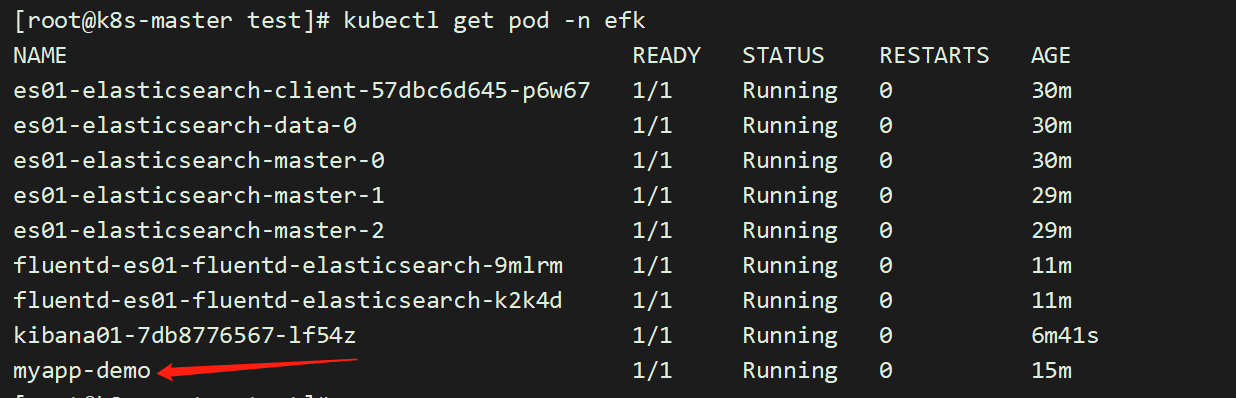 [root@k8s-master test]# kubectl get pod -n efk
NAME READY STATUS RESTARTS AGE
es01-elasticsearch-client-57dbc6d645-p6w67 1/1 Running 0 30m
es01-elasticsearch-data-0 1/1 Running 0 30m
es01-elasticsearch-master-0 1/1 Running 0 30m
es01-elasticsearch-master-1 1/1 Running 0 29m
es01-elasticsearch-master-2 1/1 Running 0 29m
fluentd-es01-fluentd-elasticsearch-9mlrm 1/1 Running 0 11m
fluentd-es01-fluentd-elasticsearch-k2k4d 1/1 Running 0 11m
kibana01-7db8776567-lf54z 1/1 Running 0 6m41s
myapp-demo 1/1 Running 0 15m